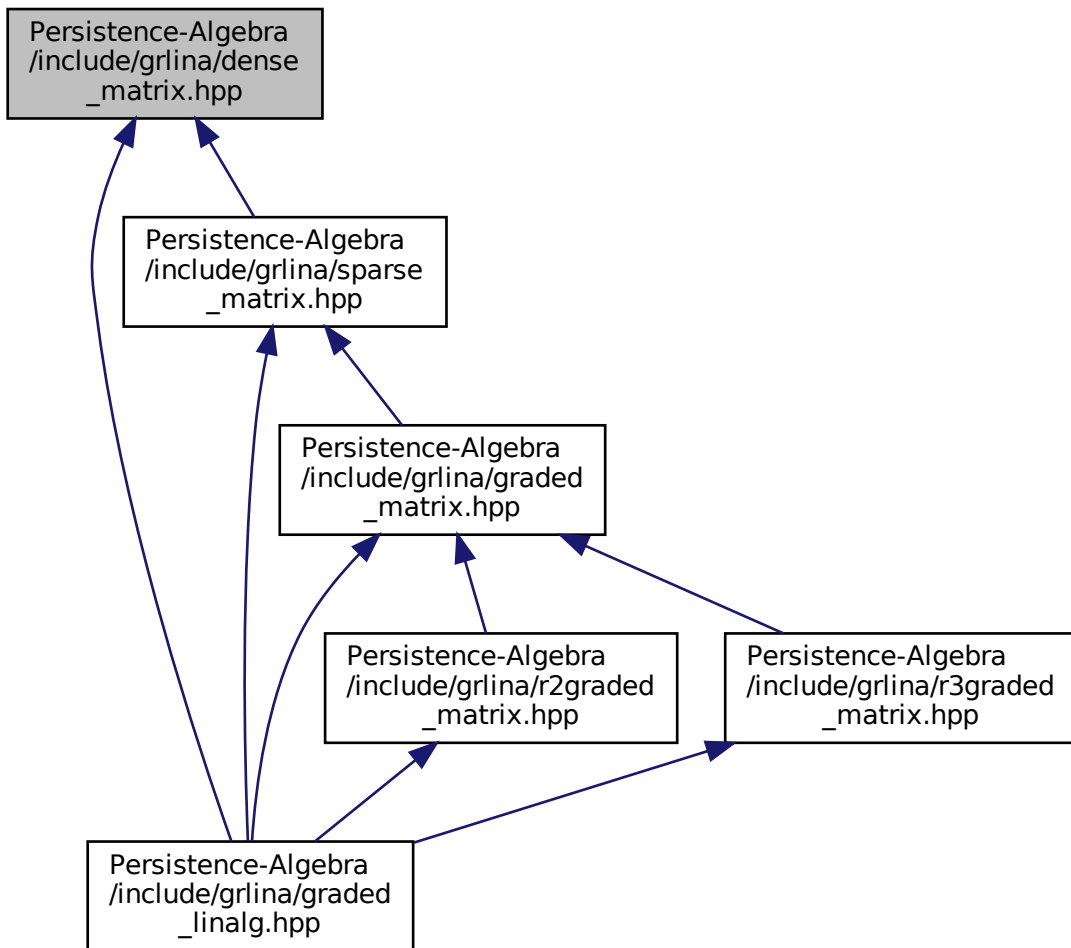 Persistence-Algebra
/include/grlina/dense
_matrix.hpp
Persistence-Algebra
/include/grlina/sparse
_matrix.hpp
Persistence-Algebra
/include/grlina/graded
_matrix.hpp
Persistence-Algebra
/include/grlina/r2graded
_matrix.hpp
Persistence-Algebra
/include/grlina/r3graded
_matrix.hpp
Persistence-Algebra
/include/grlina/graded
_linalg.hpp